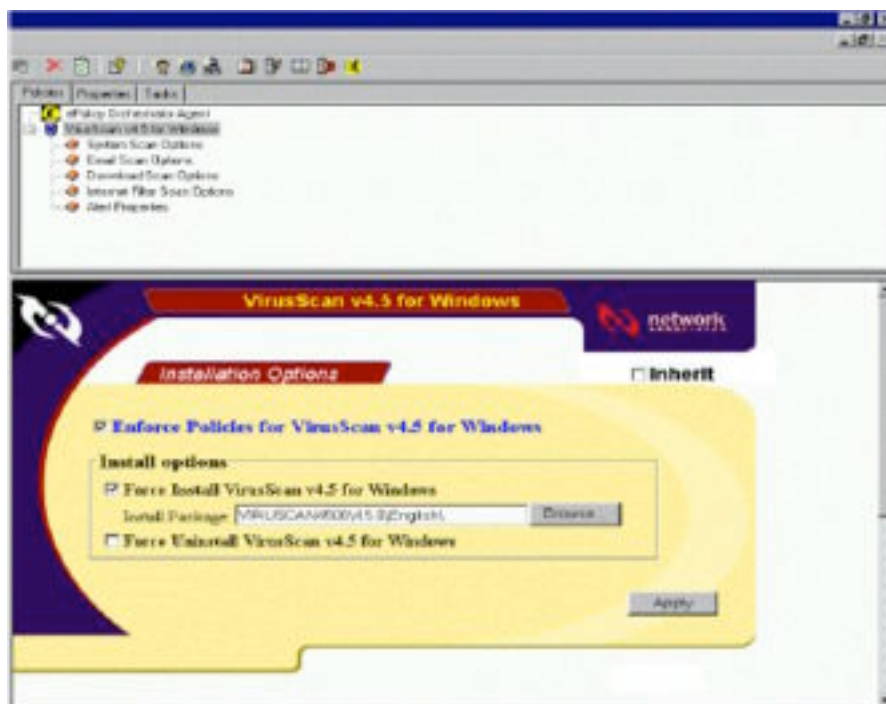 Policies Properties Tasks
ePolicy Orchestrator Agent
VirusScan v4.5 for Windows
System Scan Options
Email Scan Options
Download Scan Options
Internet Filter Scan Options
Alert Properties
VirusScan v4.5 for Windows
network
Installation Options
Inherit
Enforce Policies for VirusScan v4.5 for Windows
Install options
Force Install VirusScan v4.5 for Windows
Install Package
Browse
Force Uninstall VirusScan v4.5 for Windows
Apply